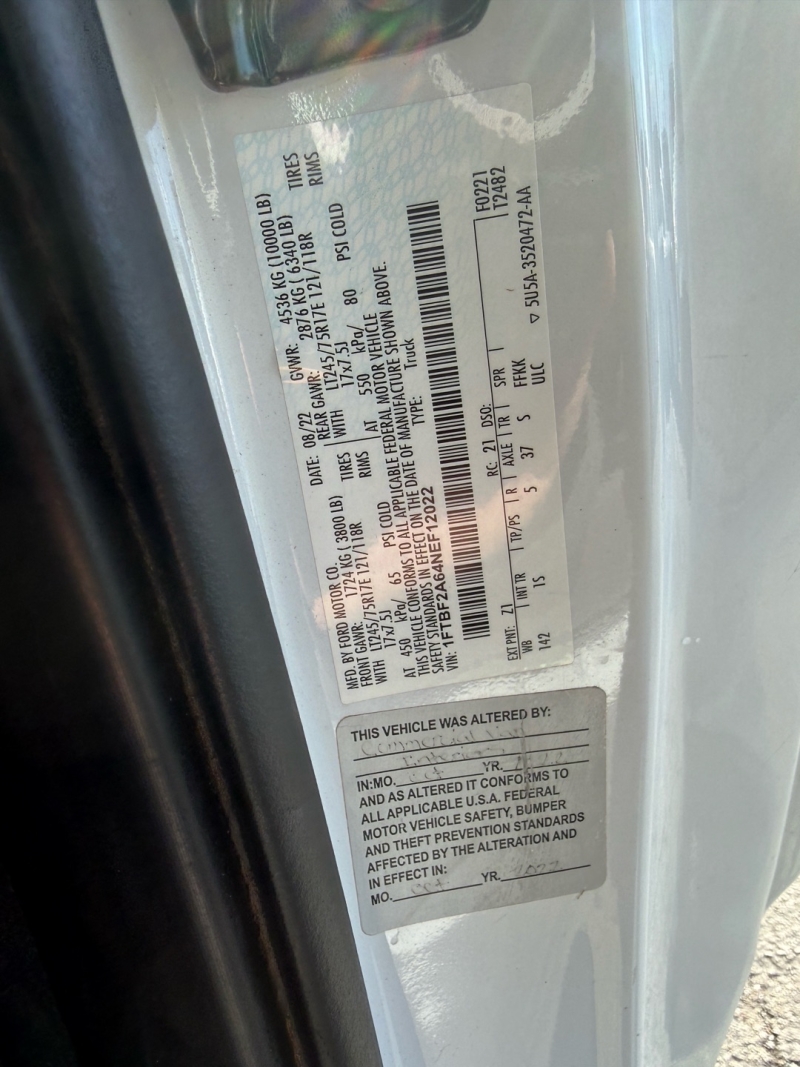 MFD. BY FORD MOTOR CO.
DATE: 08/22 GVWR: 4536 KG (10000 LB)
FRONT GAWR: 1724 KG ( 3800 LB) REAR GAWR: 2876 KG ( 6340 LB)
WITH LT245/75R17E 121/118R TIRES WITH LT245/75R17E 121/118R TIRES
17x7.5J RIMS 17x7.5J RIMS
AT 450 kPa/ 65 PSI COLD AT 550 kPa/ 80 PSI COLD
THIS VEHICLE CONFORMS TO ALL APPLICABLE FEDERAL MOTOR VEHICLE
SAFETY STANDARDS IN EFFECT ON THE DATE OF MANUFACTURE SHOWN ABOVE.
VIN: 1FTBF2A64NEF12022 TYPE: Truck
F0221
T2482
EXT PNT: Z1 RC: 21 DSO:
WB INT TR TP/PS R AXLE TR SPR
142 1S 5 37 S FFKK
ULC
▽ 5U5A-3520472-AA
THIS VEHICLE WAS ALTERED BY:
Commercial Van
Interiors
IN:MO. Oct YR. 2022
AND AS ALTERED IT CONFORMS TO
ALL APPLICABLE U.S.A. FEDERAL
MOTOR VEHICLE SAFETY, BUMPER
AND THEFT PREVENTION STANDARDS
AFFECTED BY THE ALTERATION AND
IN EFFECT IN:
MO. Oct YR. 2022